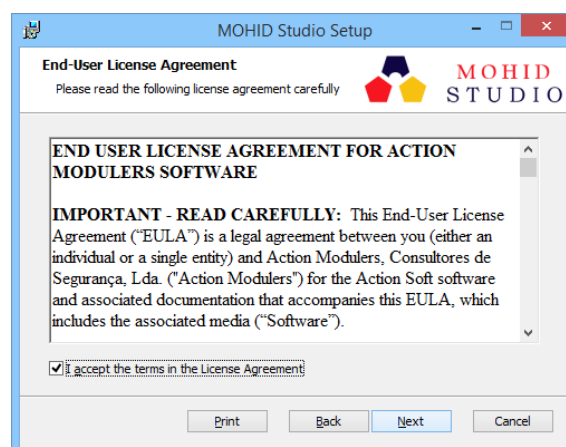 MOHID Studio Setup
End-User License Agreement
Please read the following license agreement carefully
MOHID
STUDIO
END USER LICENSE AGREEMENT FOR ACTION
MODULERS SOFTWARE
IMPORTANT - READ CAREFULLY: This End-User License
Agreement (“EULA”) is a legal agreement between you (either an
individual or a single entity) and Action Modulers, Consultores de
Segurança, Lda. ("Action Modulers") for the Action Soft software
and associated documentation that accompanies this EULA, which
includes the associated media (“Software”).
I accept the terms in the License Agreement
Print Back Next Cancel